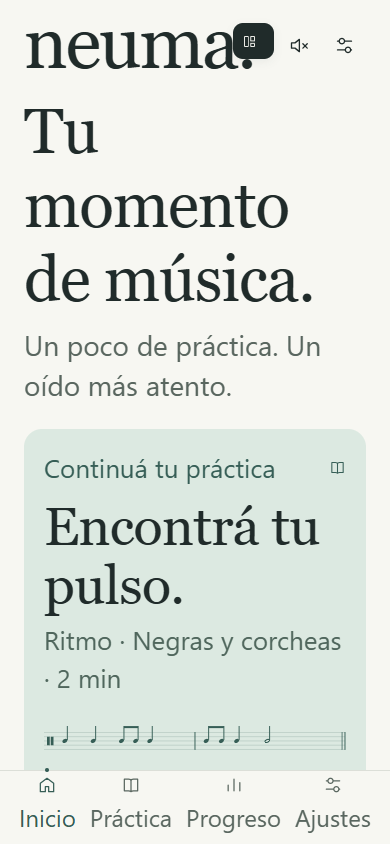 neuma.
Tu
momento
de música.
Un poco de práctica. Un
oído más atento.
Continuá tu práctica
Encontrá tu
pulso.
Ritmo · Negras y corcheas
· 2 min
Inicio Práctica Progreso Ajustes